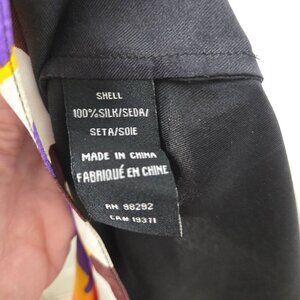 SHELL
100%SILK/SEDA/
SETA/SOIE
MADE IN CHINA
FABRIQUÉ EN CHINE
RN 98292
CA# 19371